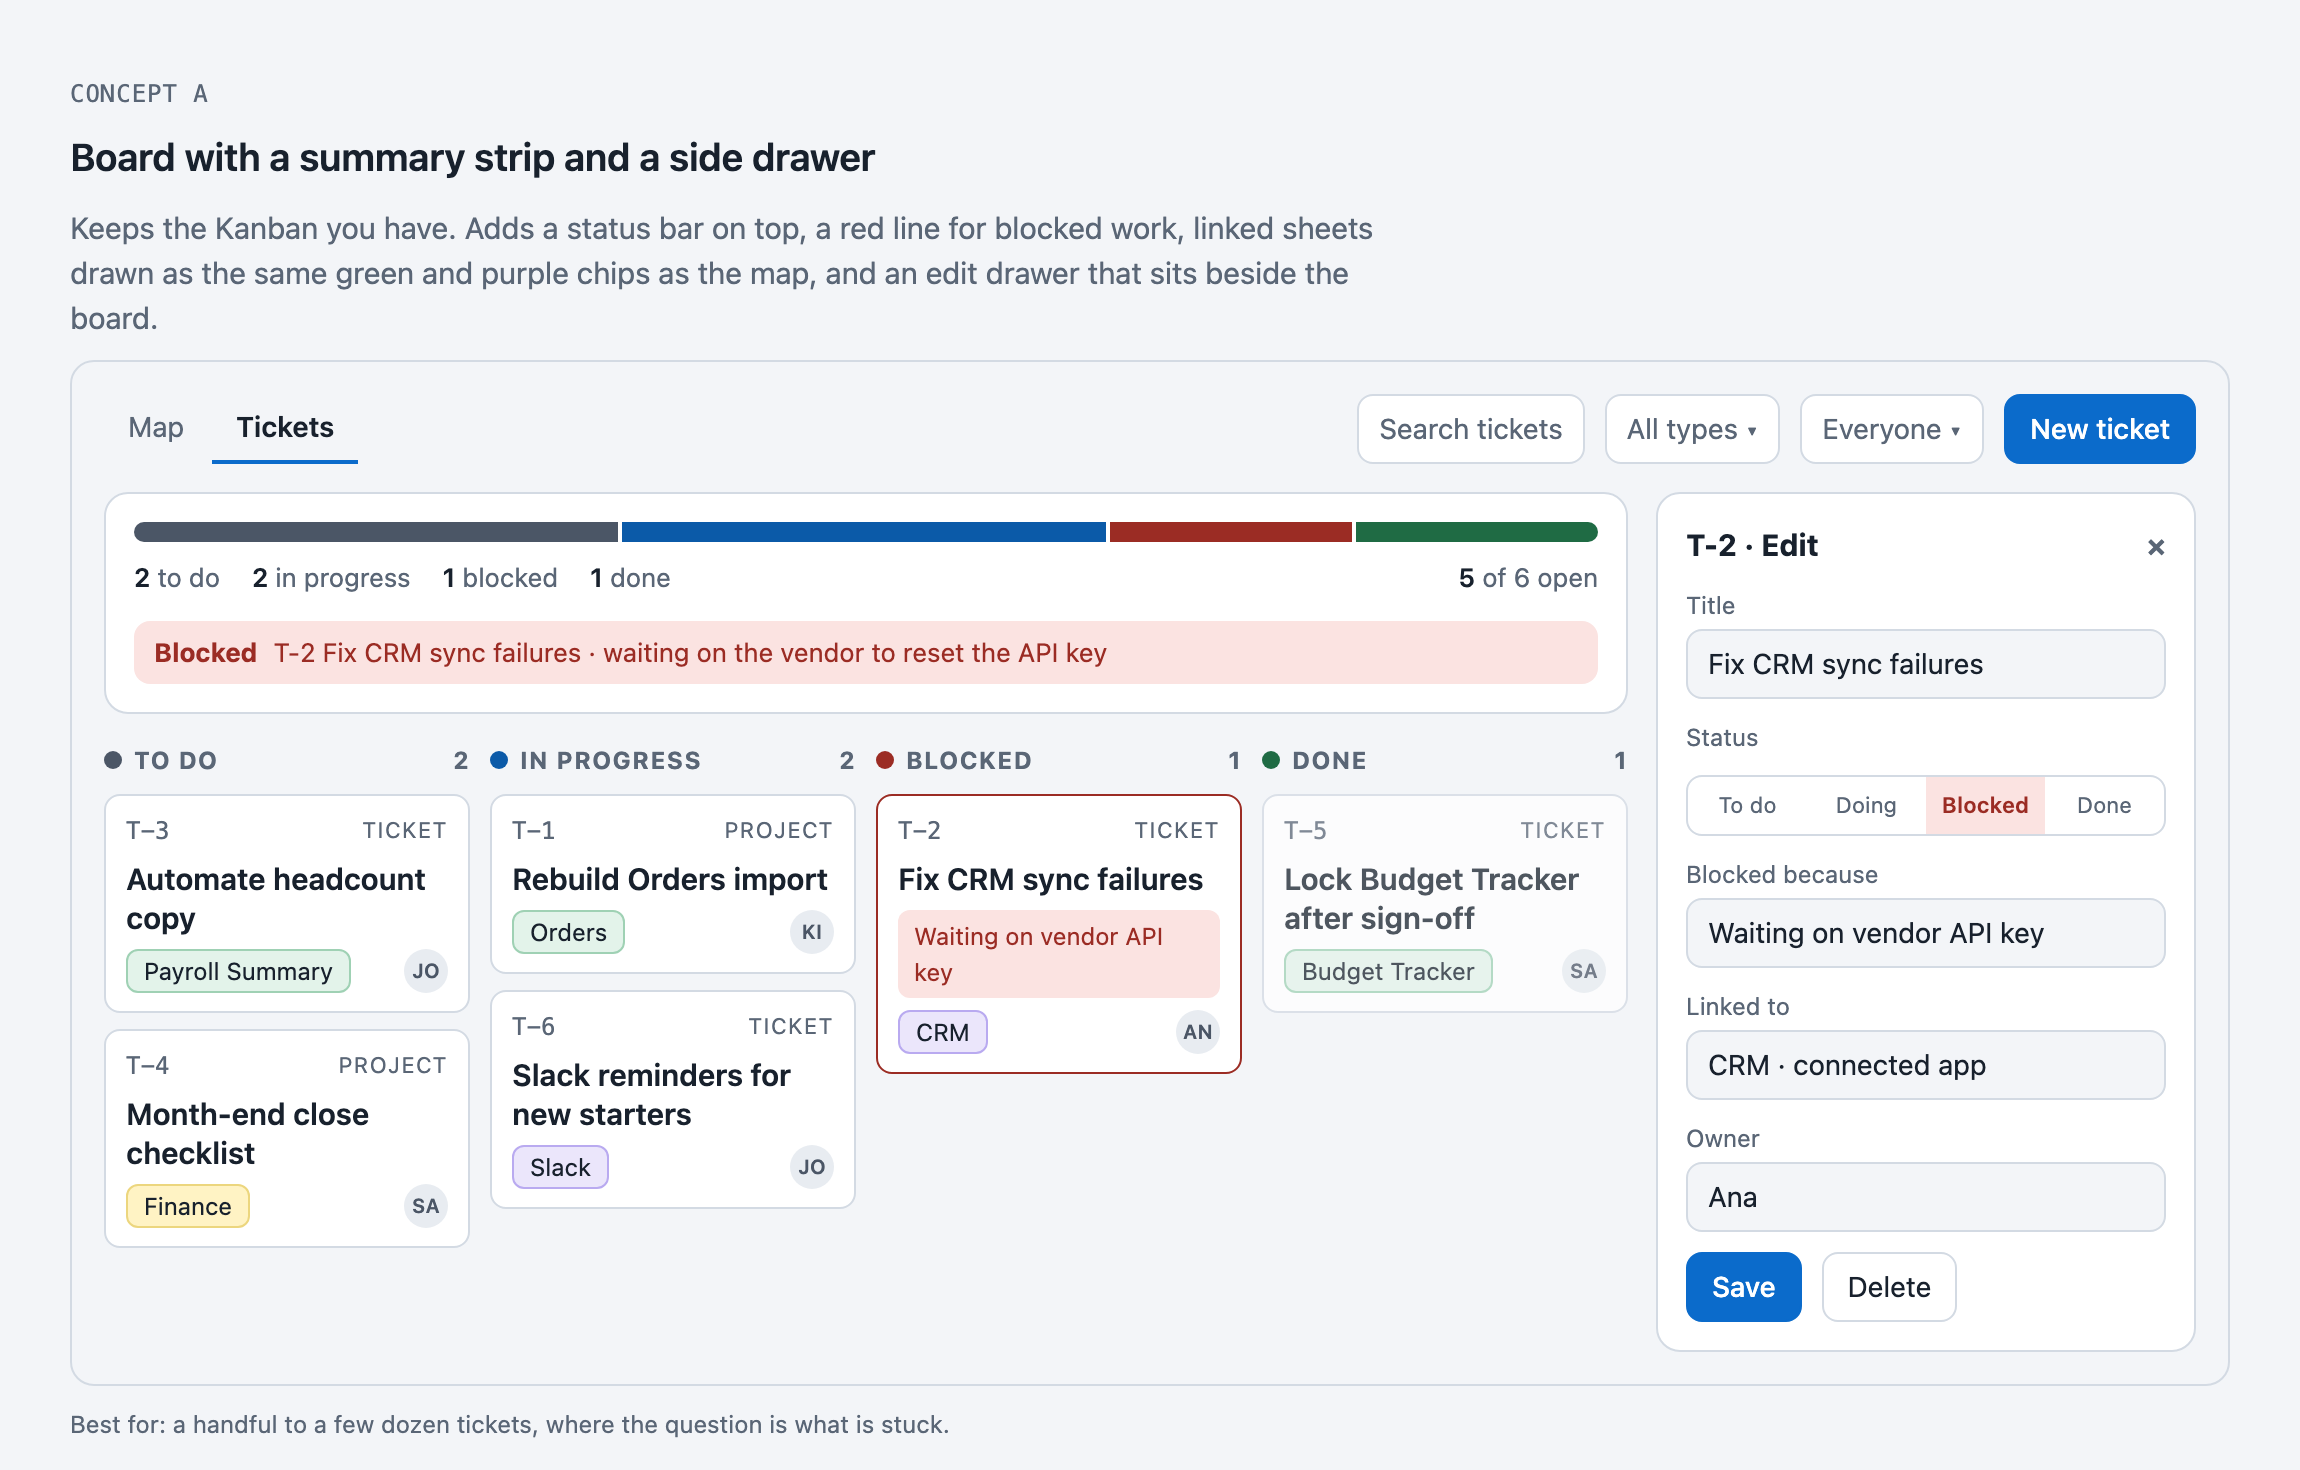 CONCEPT A
Board with a summary strip and a side drawer
Keeps the Kanban you have. Adds a status bar on top, a red line for blocked work, linked sheets
drawn as the same green and purple chips as the map, and an edit drawer that sits beside the
board.
Map
Tickets
Search tickets
All types ▾
Everyone ▾
New ticket
2 to do
2 in progress
1 blocked
1 done
5 of 6 open
Blocked T-2 Fix CRM sync failures · waiting on the vendor to reset the API key
TO DO 2
T–3 TICKET
Automate headcount
copy
Payroll Summary JO
T–4 PROJECT
Month-end close
checklist
Finance SA
IN PROGRESS 2
T–1 PROJECT
Rebuild Orders import
Orders KI
T–6 TICKET
Slack reminders for
new starters
Slack JO
BLOCKED 1
T–2 TICKET
Fix CRM sync failures
Waiting on vendor API
key
CRM AN
DONE 1
T–5 TICKET
Lock Budget Tracker
after sign-off
Budget Tracker SA
T-2 · Edit ×
Title
Fix CRM sync failures
Status
To do Doing Blocked Done
Blocked because
Waiting on vendor API key
Linked to
CRM · connected app
Owner
Ana
Save Delete
Best for: a handful to a few dozen tickets, where the question is what is stuck.